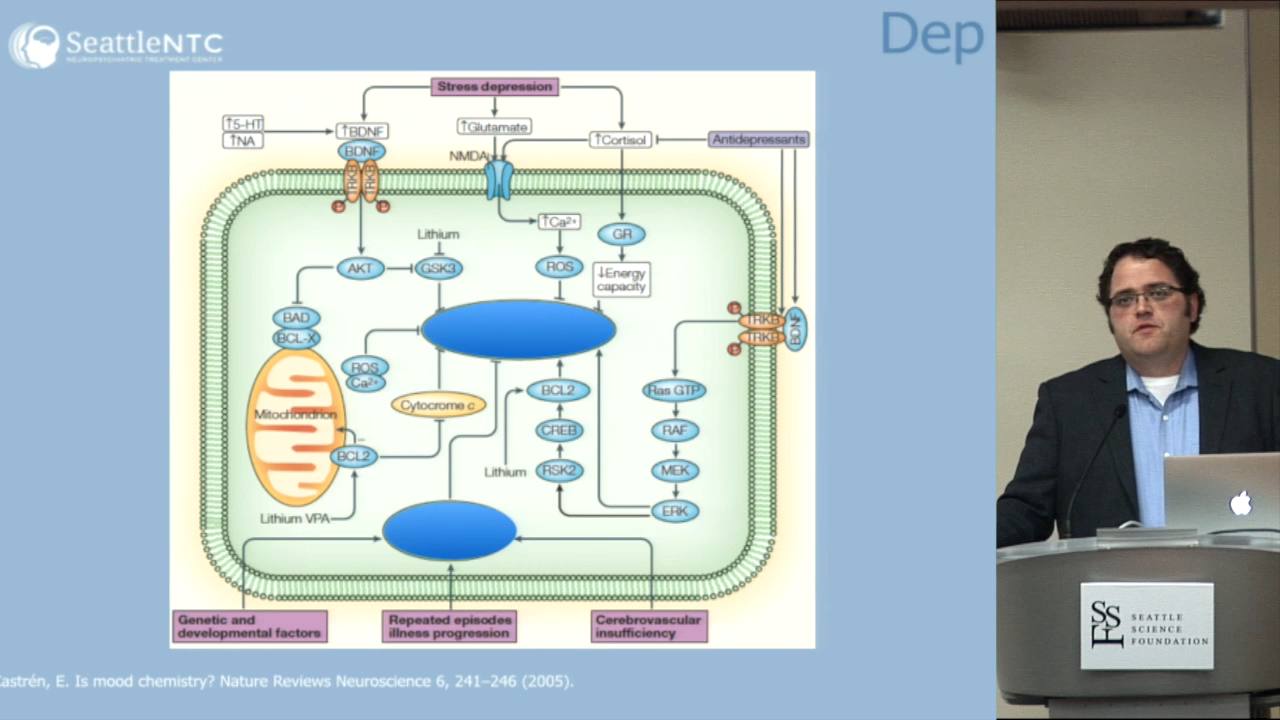 SeattleNTC
NEUROPSYCHIATRIC TREATMENT CENTER
Dep
Stress depression
↑5-HT
↑NA
↑BDNF
↑Glutamate
↑Cortisol
Antidepressants
BDNF
NMDA
TRKB
TRKB
P
P
↑Ca2+
Lithium
GR
AKT
GSK3
ROS
↓Energy
capacity
BAD
BCL-X
P
TRKB
TRKB
BDNF
P
ROS
Ca2+
BCL2
Ras GTP
Cytocrome c
Mitochondrion
CREB
RAF
BCL2
Lithium
RSK2
MEK
Lithium VPA
ERK
Genetic and
developmental factors
Repeated episodes
illness progression
Cerebrovascular
insufficiency
Castrén, E. Is mood chemistry? Nature Reviews Neuroscience 6, 241–246 (2005).
SSF
SEATTLE
SCIENCE
FOUNDATION